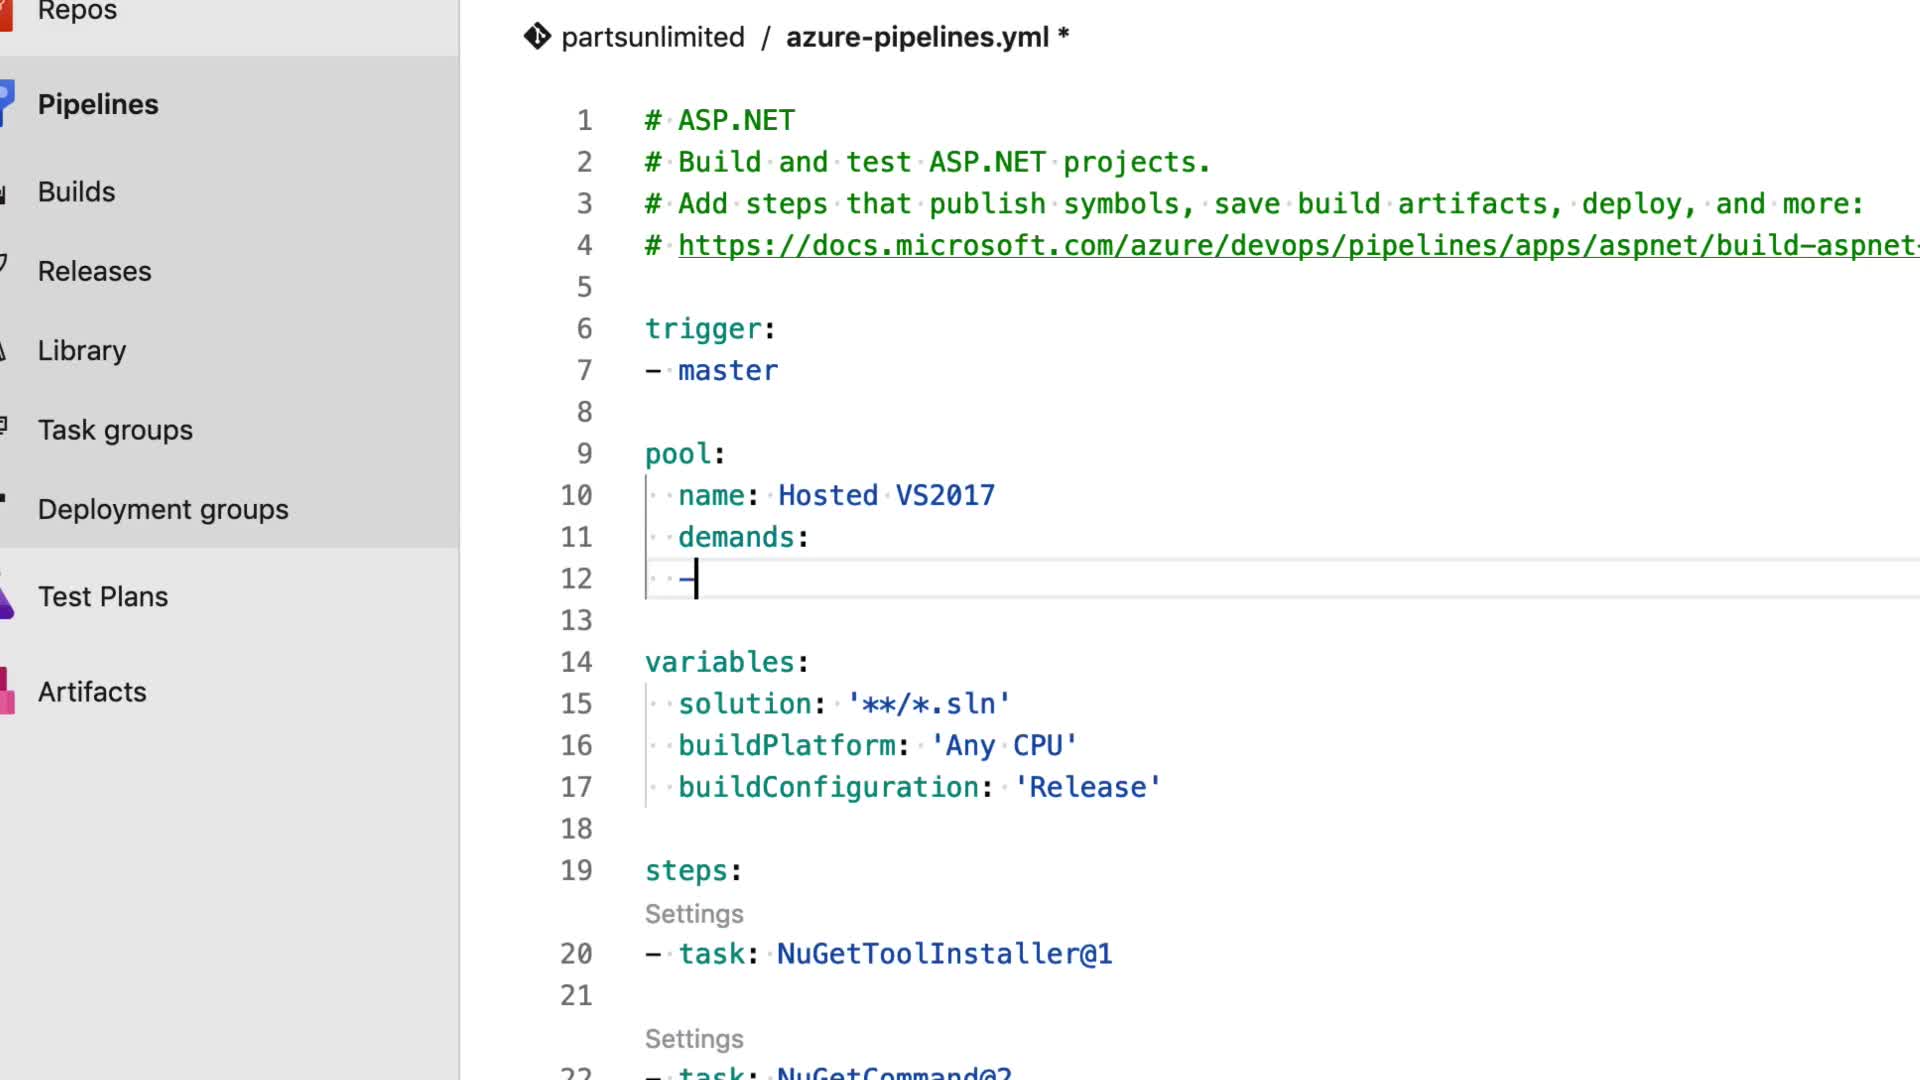 Repos
Pipelines
Builds
Releases
Library
Task groups
Deployment groups
Test Plans
Artifacts
partsunlimited / azure-pipelines.yml *
1 # ASP.NET
2 # Build and test ASP.NET projects.
3 # Add steps that publish symbols, save build artifacts, deploy, and more:
4 # https://docs.microsoft.com/azure/devops/pipelines/apps/aspnet/build-aspnet-
5
6 trigger:
7 - master
8
9 pool:
10 name: Hosted VS2017
11 demands:
12 -
13
14 variables:
15 solution: '**/*.sln'
16 buildPlatform: 'Any CPU'
17 buildConfiguration: 'Release'
18
19 steps:
Settings
20 - task: NuGetToolInstaller@1
21
Settings
22 - task: NuGetCommand@2